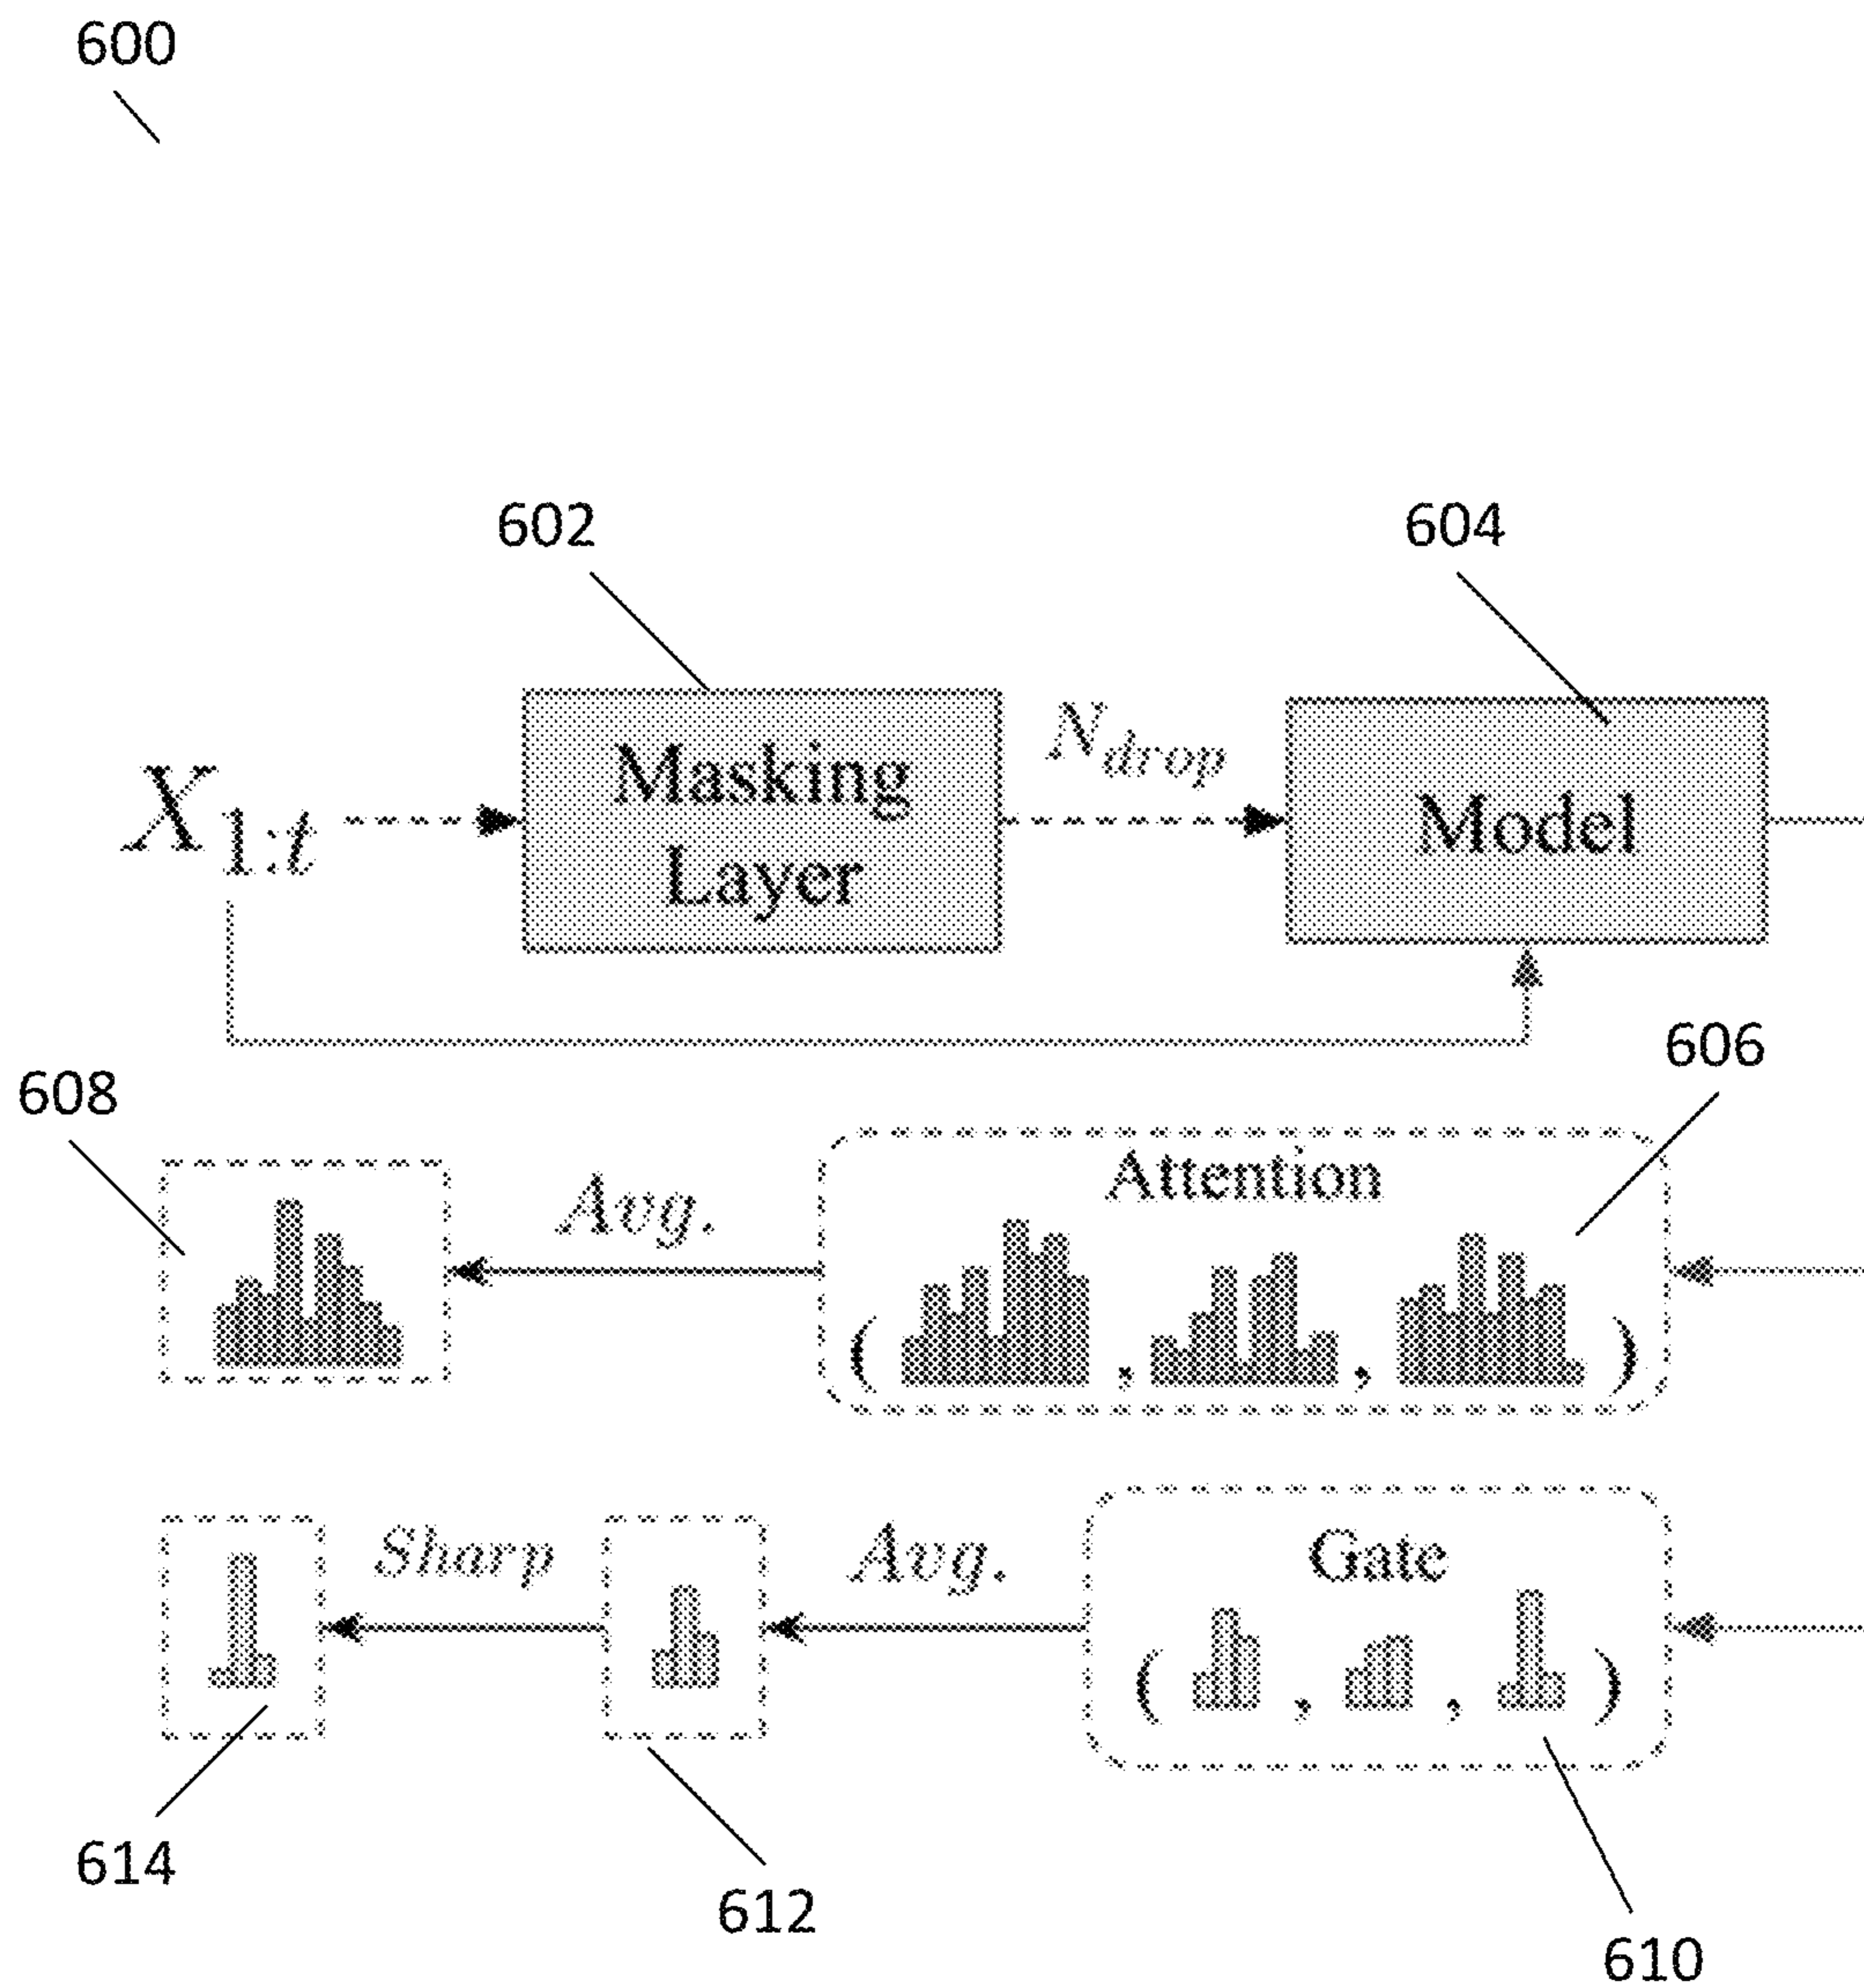 600
602
604
X1:t
Masking
Layer
Ndrop
Model
606
608
Attention
Avg.
( , , )
Sharp
Avg.
Gate
( , , )
614
612
610